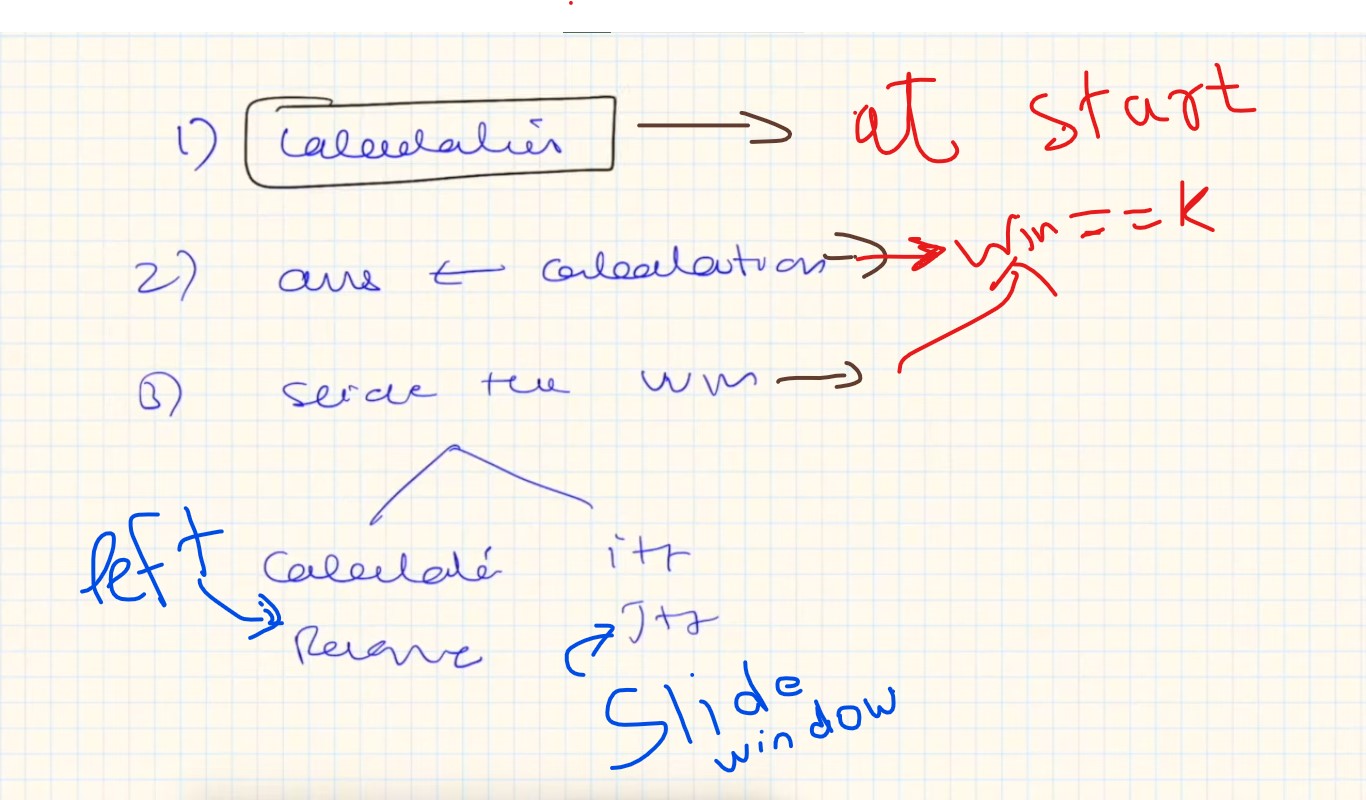 1) Calculation → at start
2) ans ← calculation → win == K
3) slide the win →
left Calculate i++
Remove J++
Slide
window